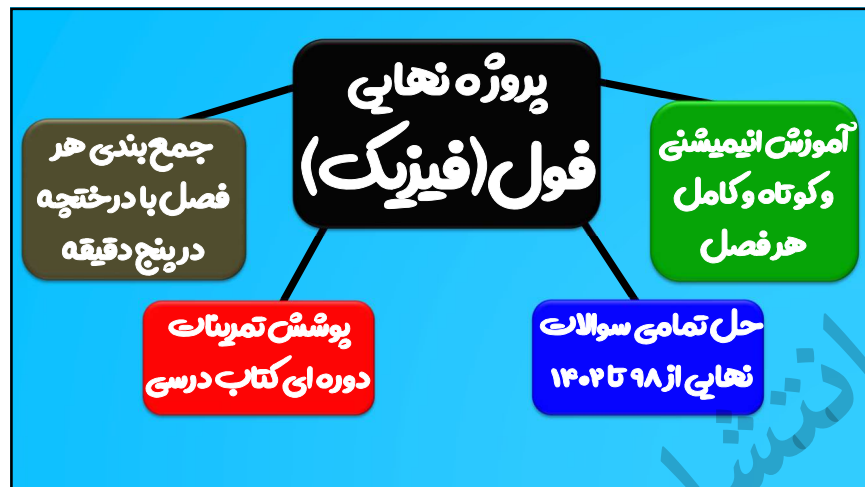 پروژه نهایی
فول(فیزیک)
آموزش انیمیشنی
و کوتاه و کامل
هر فصل
جمع‌بندی هر
فصل با درختچه
در پنج دقیقه
حل تمامی سوالات
نهایی از ۹۸ تا ۱۴۰۲
پوشش تمرینات
دوره ای کتاب درسی